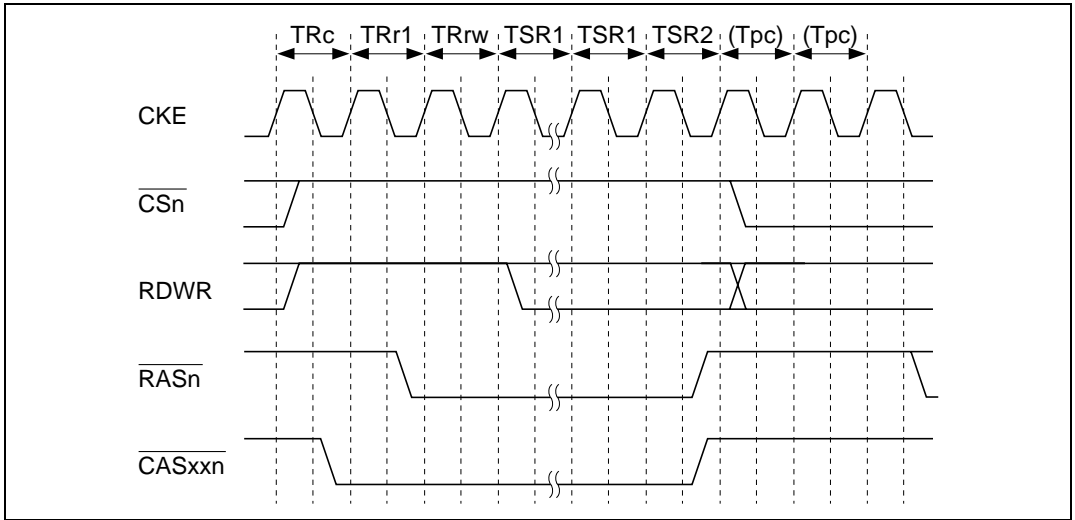 TRc TRr1 TRrw TSR1 TSR1 TSR2 (Tpc) (Tpc)
CKE
CSn
RDWR
RASn
CASxxn